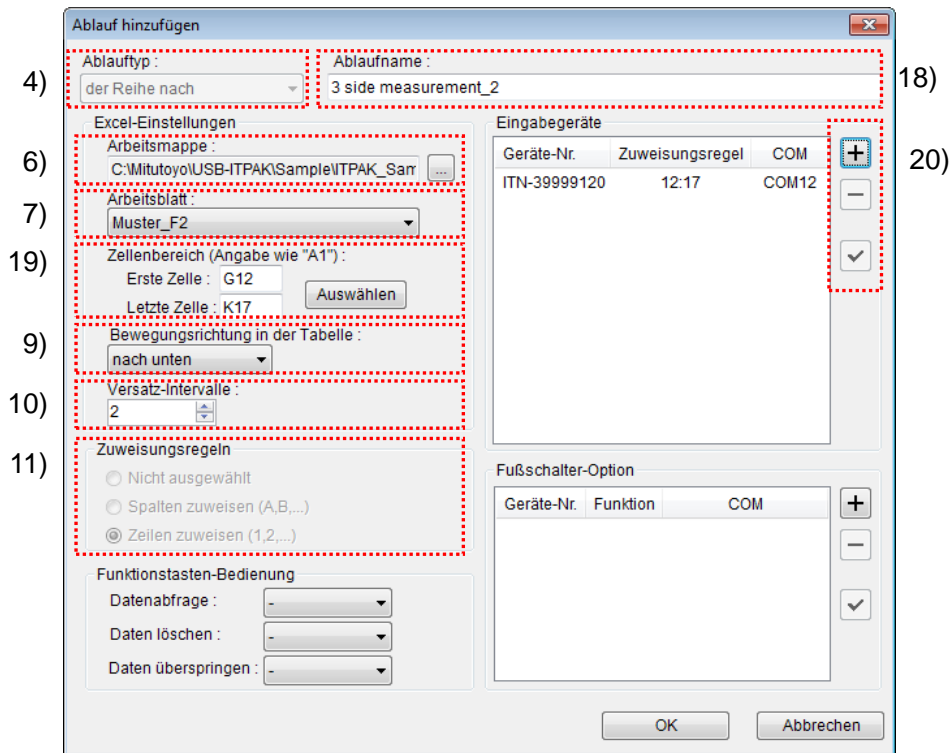 Ablauf hinzufügen
Ablauftyp :
Ablaufname :
4)
der Reihe nach
3 side measurement_2
18)
Excel-Einstellungen
Eingabegeräte
Arbeitsmappe :
6)
C:\Mitutoyo\USB-ITPAK\Sample\ITPAK_Sam
...
Geräte-Nr. Zuweisungsregel COM
ITN-39999120 12:17 COM12
20)
Arbeitsblatt :
7)
Muster_F2
19)
Zellenbereich (Angabe wie "A1") :
Erste Zelle : G12
Auswählen
Letzte Zelle : K17
9)
Bewegungsrichtung in der Tabelle :
nach unten
10)
Versatz-Intervalle :
2
11)
Zuweisungsregeln
Nicht ausgewählt
Spalten zuweisen (A,B,...)
Zeilen zuweisen (1,2,...)
Fußschalter-Option
Geräte-Nr. Funktion COM
Funktionstasten-Bedienung
Datenabfrage : -
Daten löschen : -
Daten überspringen : -
OK
Abbrechen